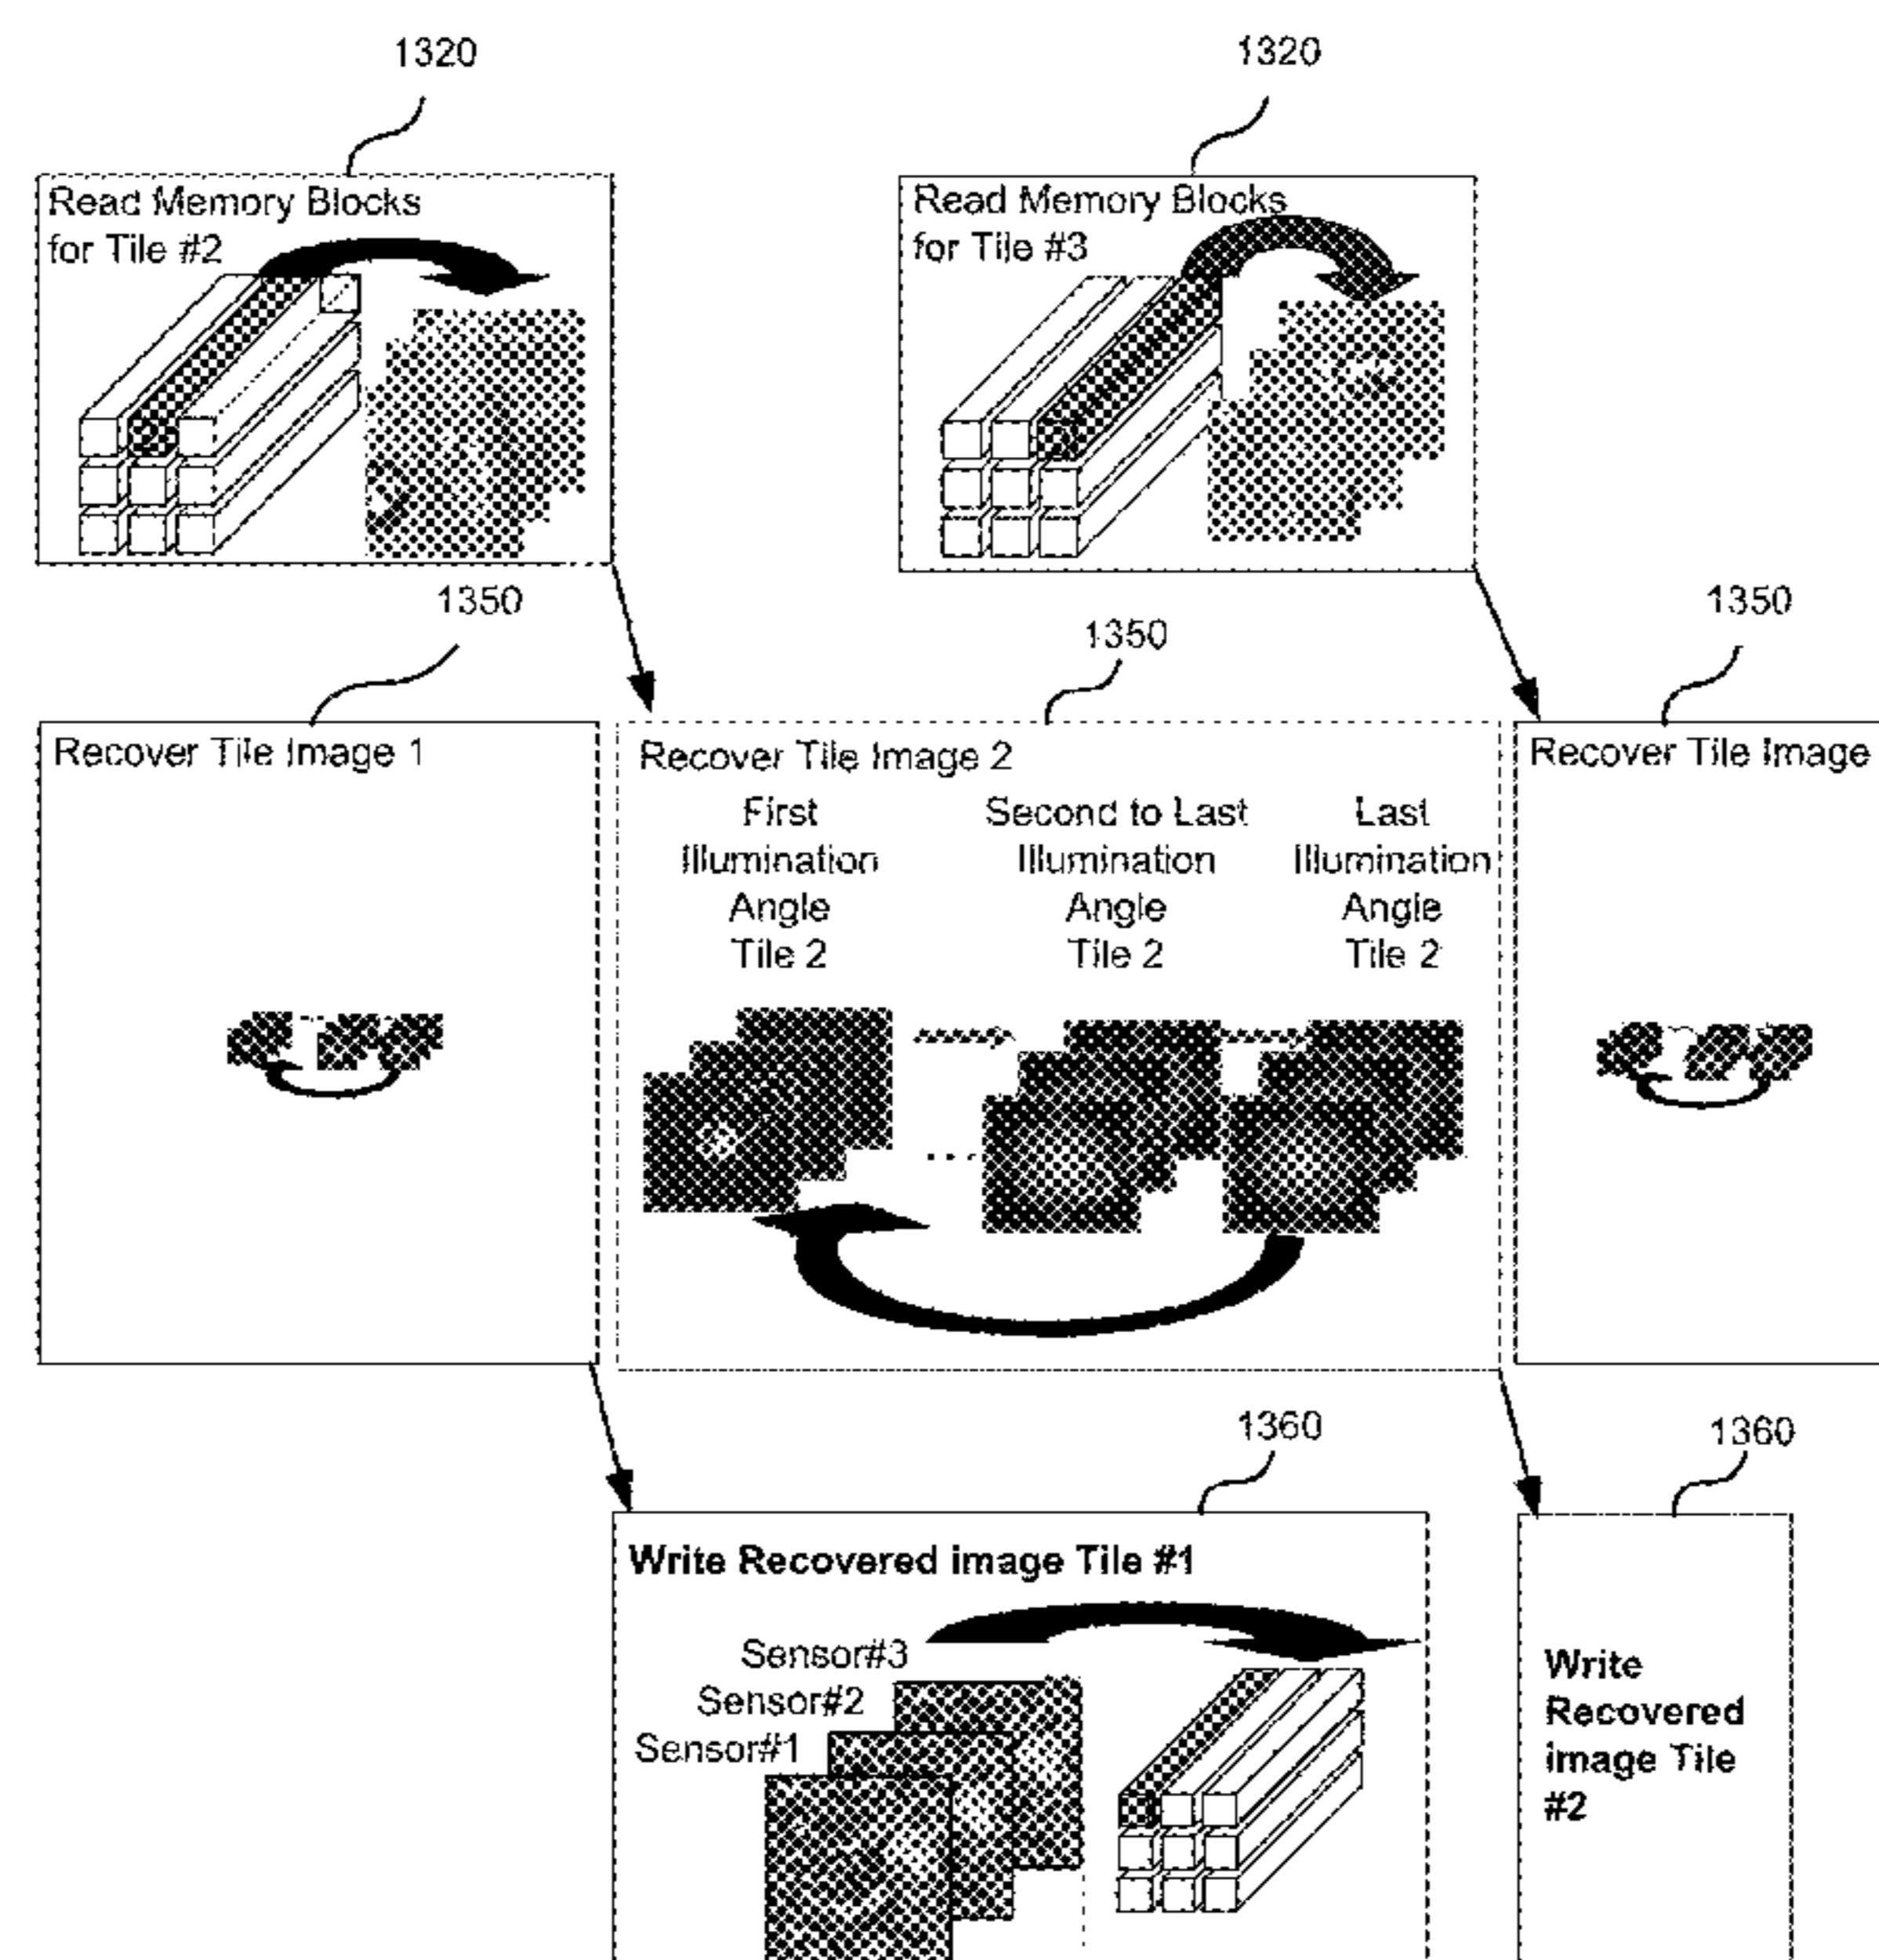 1320
1320
Read Memory Blocks
for Tile #2
Read Memory Blocks
for Tile #3
1350
1350
1350
Recover Tile Image 1
Recover Tile Image 2
Recover Tile Image
First
Illumination
Angle
Tile 2
Second to Last
Illumination
Angle
Tile 2
Last
Illumination
Angle
Tile 2
1360
1360
Write Recovered image Tile #1
Sensor#3
Sensor#2
Sensor#1
Write
Recovered
image Tile
#2